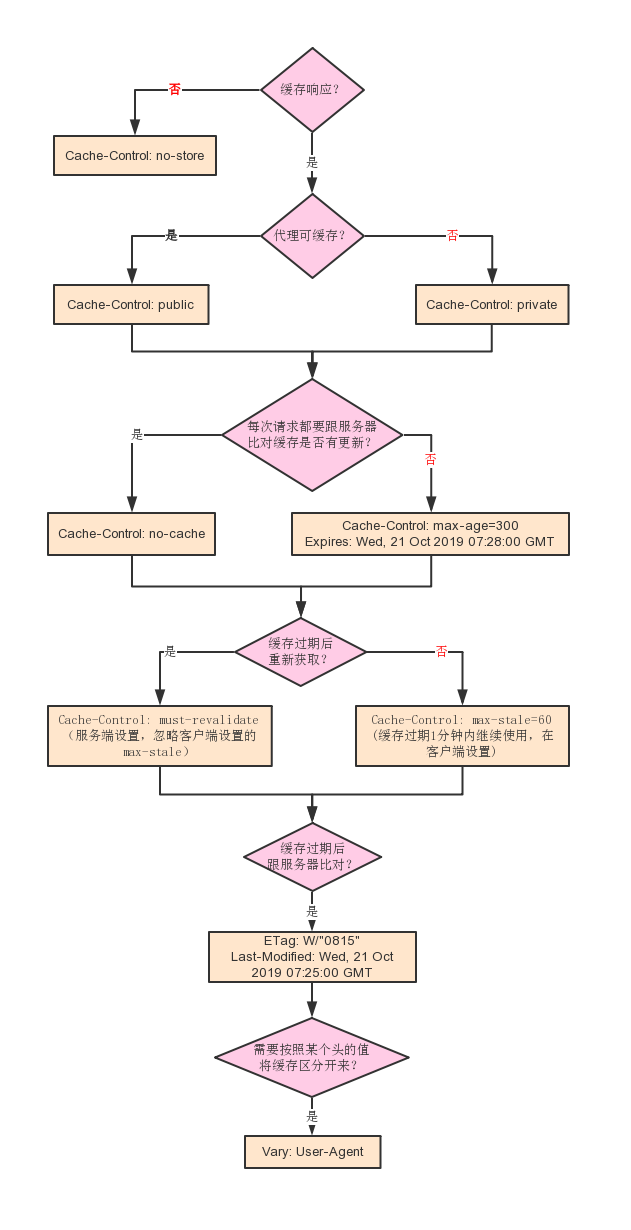 缓存响应？
否
Cache-Control: no-store
是
代理可缓存？
是
否
Cache-Control: public
Cache-Control: private
每次请求都要跟服务器
比对缓存是否有更新？
是
否
Cache-Control: no-cache
Cache-Control: max-age=300
Expires: Wed, 21 Oct 2019 07:28:00 GMT
缓存过期后
重新获取？
是
否
Cache-Control: must-revalidate
（服务端设置，忽略客户端设置的
max-stale）
Cache-Control: max-stale=60
(缓存过期1分钟内继续使用，在
客户端设置)
缓存过期后
跟服务器比对？
是
ETag: W/"0815"
Last-Modified: Wed, 21 Oct
2019 07:25:00 GMT
需要按照某个头的值
将缓存区分开来？
是
Vary: User-Agent